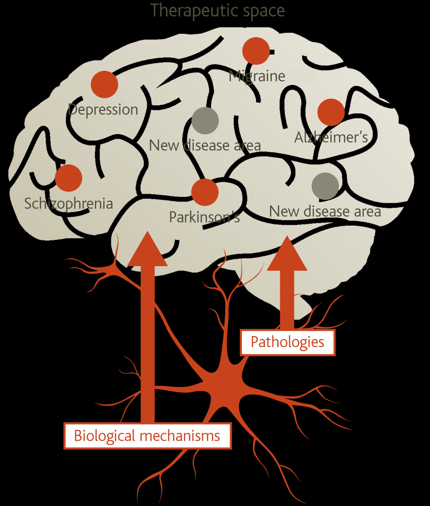 Therapeutic space
Migraine
Depression
Alzheimer's
New disease area
Schizophrenia
Parkinson's
New disease area
Pathologies
Biological mechanisms